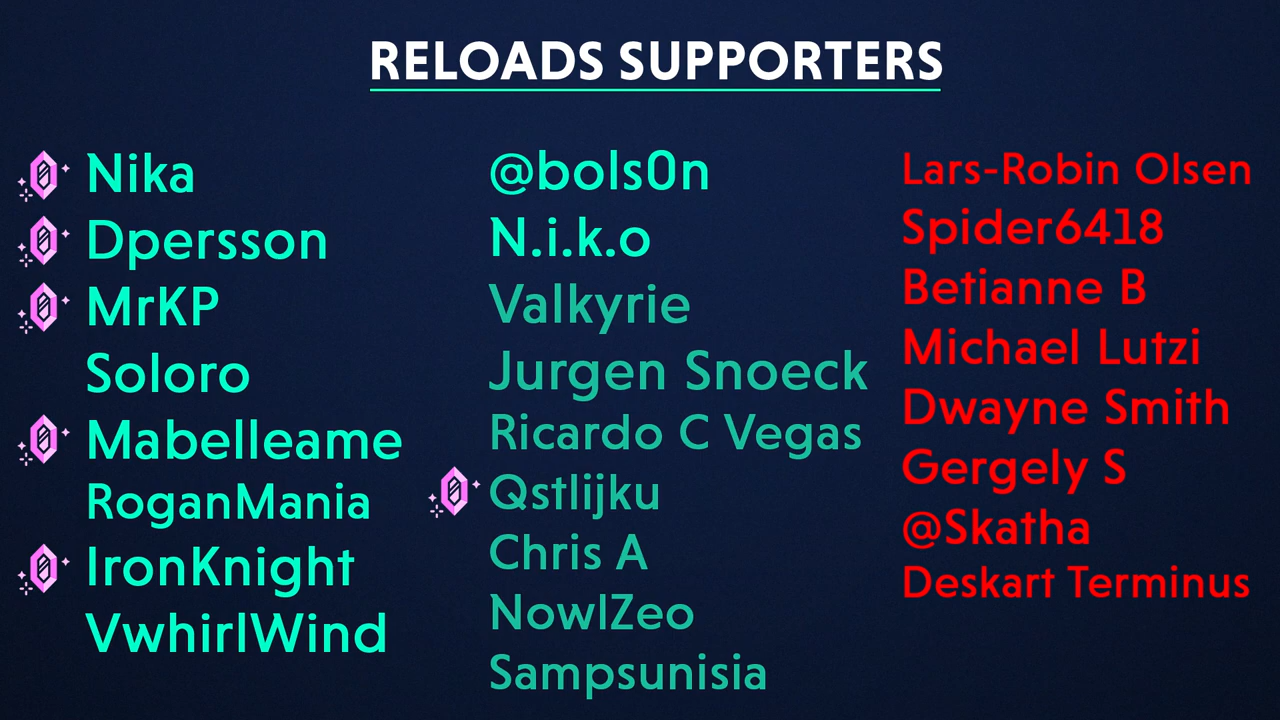 RELOADS SUPPORTERS
Nika
Dpersson
MrKP
Soloro
Mabelleame
RoganMania
IronKnight
VwhirlWind
@bols0n
N.i.k.o
Valkyrie
Jurgen Snoeck
Ricardo C Vegas
Qstlijku
Chris A
NowIZeo
Sampsunisia
Lars-Robin Olsen
Spider6418
Betianne B
Michael Lutzi
Dwayne Smith
Gergely S
@Skatha
Deskart Terminus